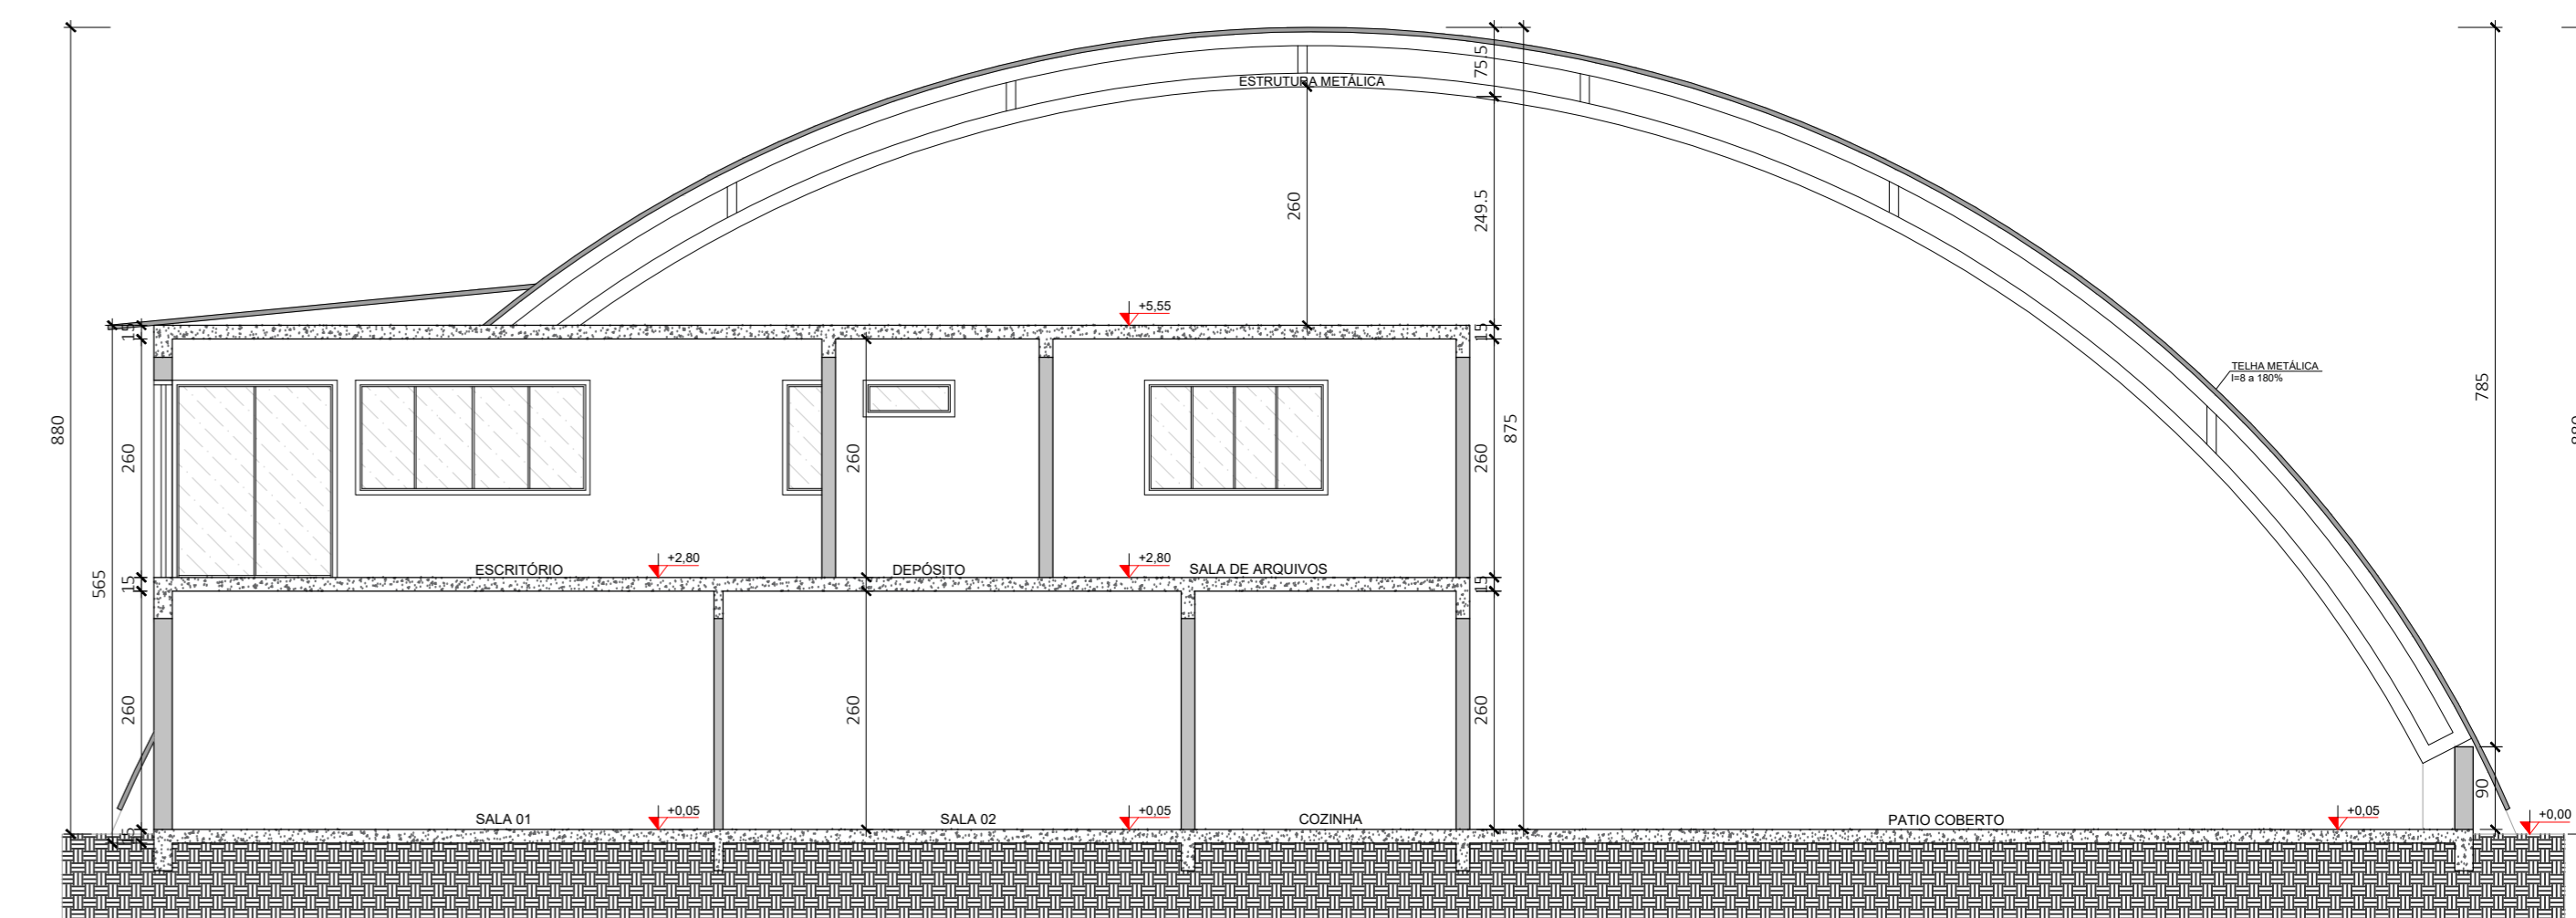 75.5
ESTRUTURA METÁLICA
260
249.5
+5,55
15
15
TELHA METÁLICA
I=8 a 180%
785
880
260
260
875
260
565
ESCRITÓRIO
+2,80
DEPÓSITO
+2,80
SALA DE ARQUIVOS
15
15
260
260
260
90
SALA 01
+0,05
SALA 02
+0,05
COZINHA
PATIO COBERTO
+0,05
+0,00